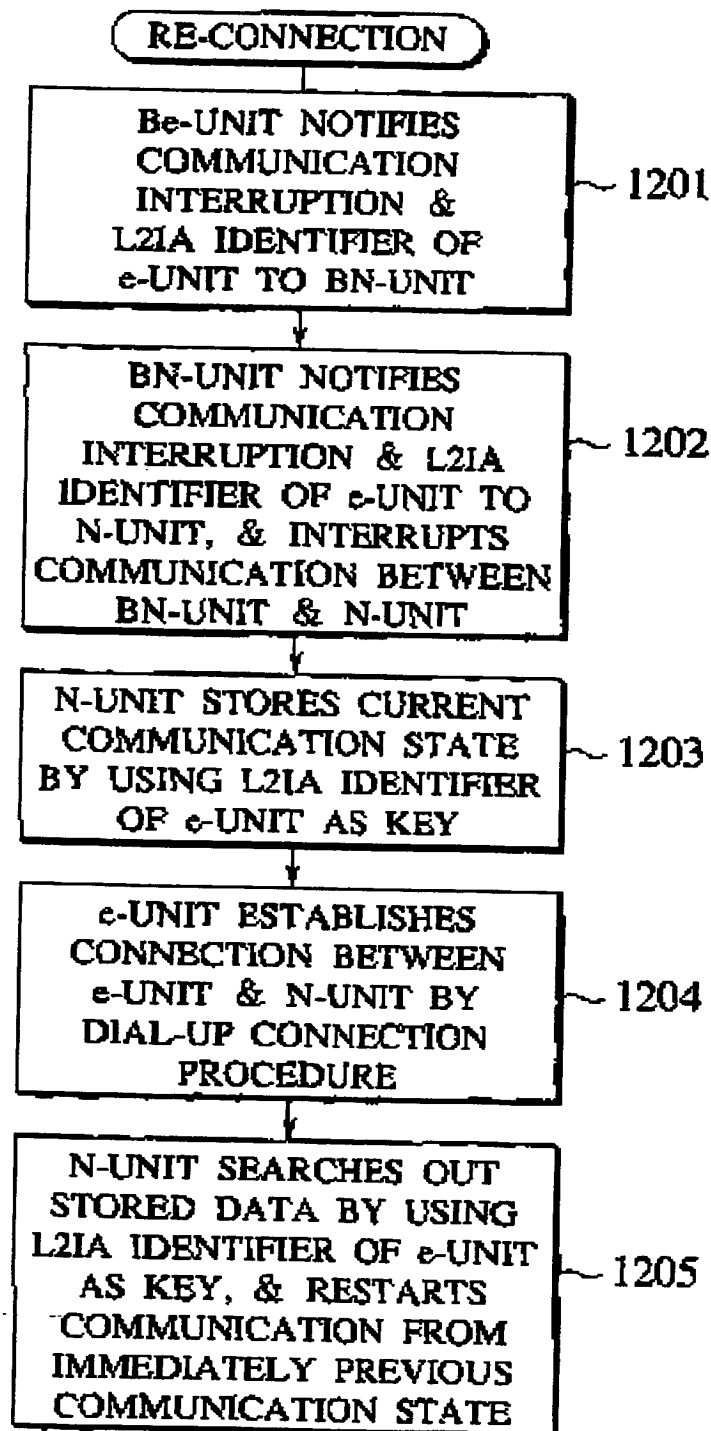 RE-CONNECTION
Be-UNIT NOTIFIES
COMMUNICATION
INTERRUPTION &
L2IA IDENTIFIER OF
e-UNIT TO BN-UNIT
1201
BN-UNIT NOTIFIES
COMMUNICATION
INTERRUPTION & L2IA
IDENTIFIER OF e-UNIT TO
N-UNIT, & INTERRUPTS
COMMUNICATION BETWEEN
BN-UNIT & N-UNIT
1202
N-UNIT STORES CURRENT
COMMUNICATION STATE
BY USING L2IA IDENTIFIER
OF e-UNIT AS KEY
1203
e-UNIT ESTABLISHES
CONNECTION BETWEEN
e-UNIT & N-UNIT BY
DIAL-UP CONNECTION
PROCEDURE
1204
N-UNIT SEARCHES OUT
STORED DATA BY USING
L2IA IDENTIFIER OF e-UNIT
AS KEY, & RESTARTS
COMMUNICATION FROM
IMMEDIATELY PREVIOUS
COMMUNICATION STATE
1205